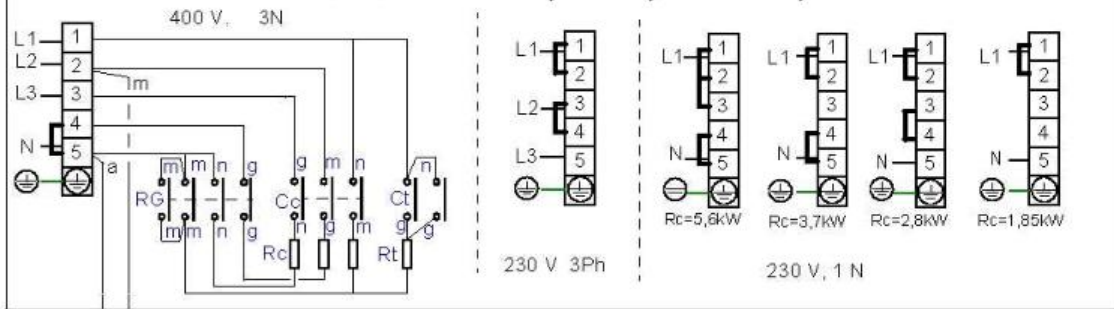 400 V, 3N
L1 1
L2 2
m
L3 3
4
N 5
a
m m n g
g m n
n
RG
Cc
Ct
m m n g
n g m
g g
Rc
Rt
L1 1
2
L2 3
4
L3 5
230 V 3Ph
L1 1
2
3
4
N 5
Rc=5,6kW
L1 1
2
3
4
N 5
Rc=3,7kW
L1 1
2
3
4
N 5
Rc=2,8kW
L1 1
2
3
4
N 5
Rc=1,85kW
230 V, 1 N